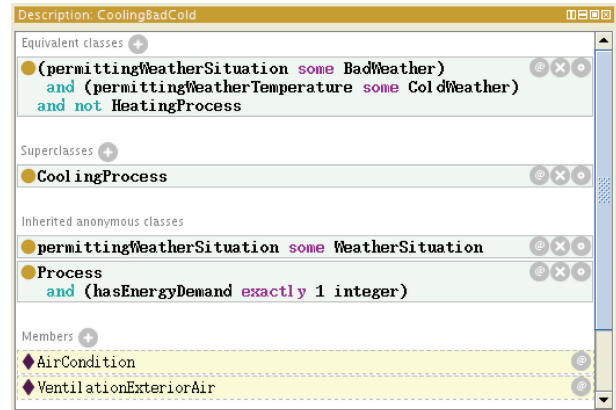 Description: CoolingBadCold
Equivalent classes
(permittingWeatherSituation some BadWeather)
and (permittingWeatherTemperature some ColdWeather)
and not HeatingProcess
Superclasses
CoolingProcess
Inherited anonymous classes
permittingWeatherSituation some WeatherSituation
Process
and (hasEnergyDemand exactly 1 integer)
Members
AirCondition
VentilationExteriorAir